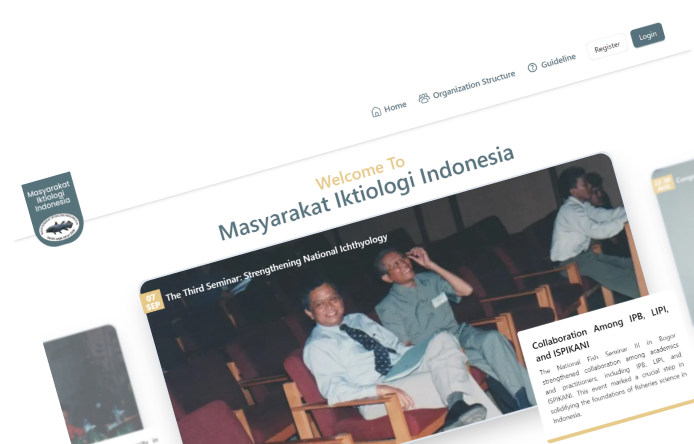 Home
Organization Structure
Guideline
Register
Login
Masyarakat
Iktiologi
Indonesia
Welcome To
Masyarakat Iktiologi Indonesia
07
SEP
The Third Seminar: Strengthening National Ichthyology
Collaboration Among IPB, LIPI,
and ISPIKANI
The National Fish Seminar III in Bogor
strengthened collaboration among academics
and practitioners, including IPB, LIPI, and
ISPIKANI. This event marked a crucial step in
solidifying the foundations of fisheries science in
Indonesia.